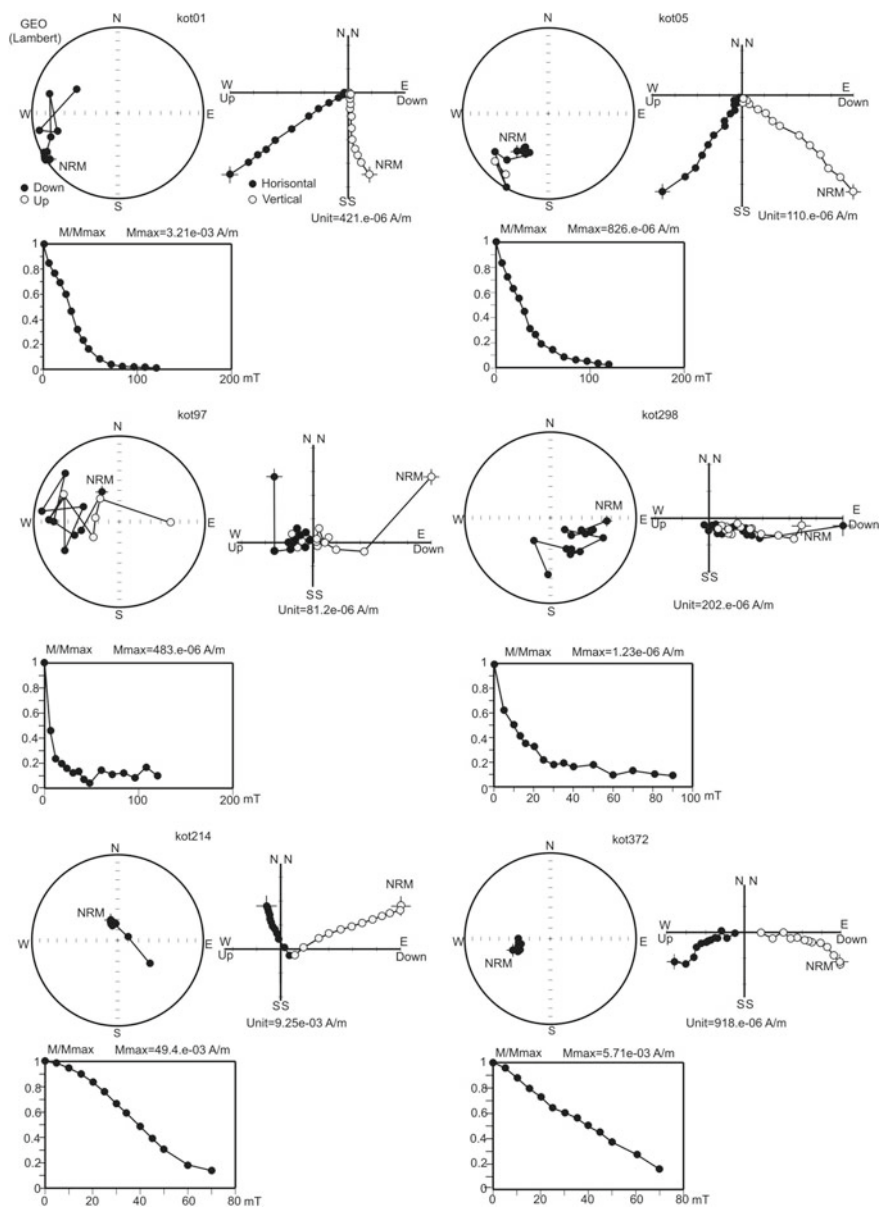 GEO
(Lambert)
kot01
N
W
E
S
NRM
Down
Up
N N
W
Up
E
Down
NRM
Horisontal
Vertical
S S
Unit=421.e-06 A/m
M/Mmax Mmax=3.21e-03 A/m
1
0.8
0.6
0.4
0.2
0
0 100 200 mT
kot05
N
W
E
S
NRM
N N
W
Up
E
Down
NRM
S S
Unit=110.e-06 A/m
M/Mmax Mmax=826.e-06 A/m
1
0.8
0.6
0.4
0.2
0
0 100 200 mT
kot97
N
W
E
S
NRM
N N
W
Up
E
Down
NRM
S S
Unit=81.2e-06 A/m
M/Mmax Mmax=483.e-06 A/m
1
0.8
0.6
0.4
0.2
0
0 100 200 mT
kot298
N
W
E
S
NRM
N N
W
Up
E
Down
NRM
S S
Unit=202.e-06 A/m
M/Mmax Mmax=1.23e-06 A/m
1
0.8
0.6
0.4
0.2
0
0 20 40 60 80 100 mT
kot214
N
W
E
S
NRM
N N
W
Up
E
Down
NRM
S S
Unit=9.25e-03 A/m
M/Mmax Mmax=49.4.e-03 A/m
1
0.8
0.6
0.4
0.2
0 20 40 60 80 mT
kot372
N
W
E
S
NRM
N N
W
Up
E
Down
NRM
S S
Unit=918.e-06 A/m
M/Mmax Mmax=5.71e-03 A/m
1
0.8
0.6
0.4
0.2
0 20 40 60 80 mT